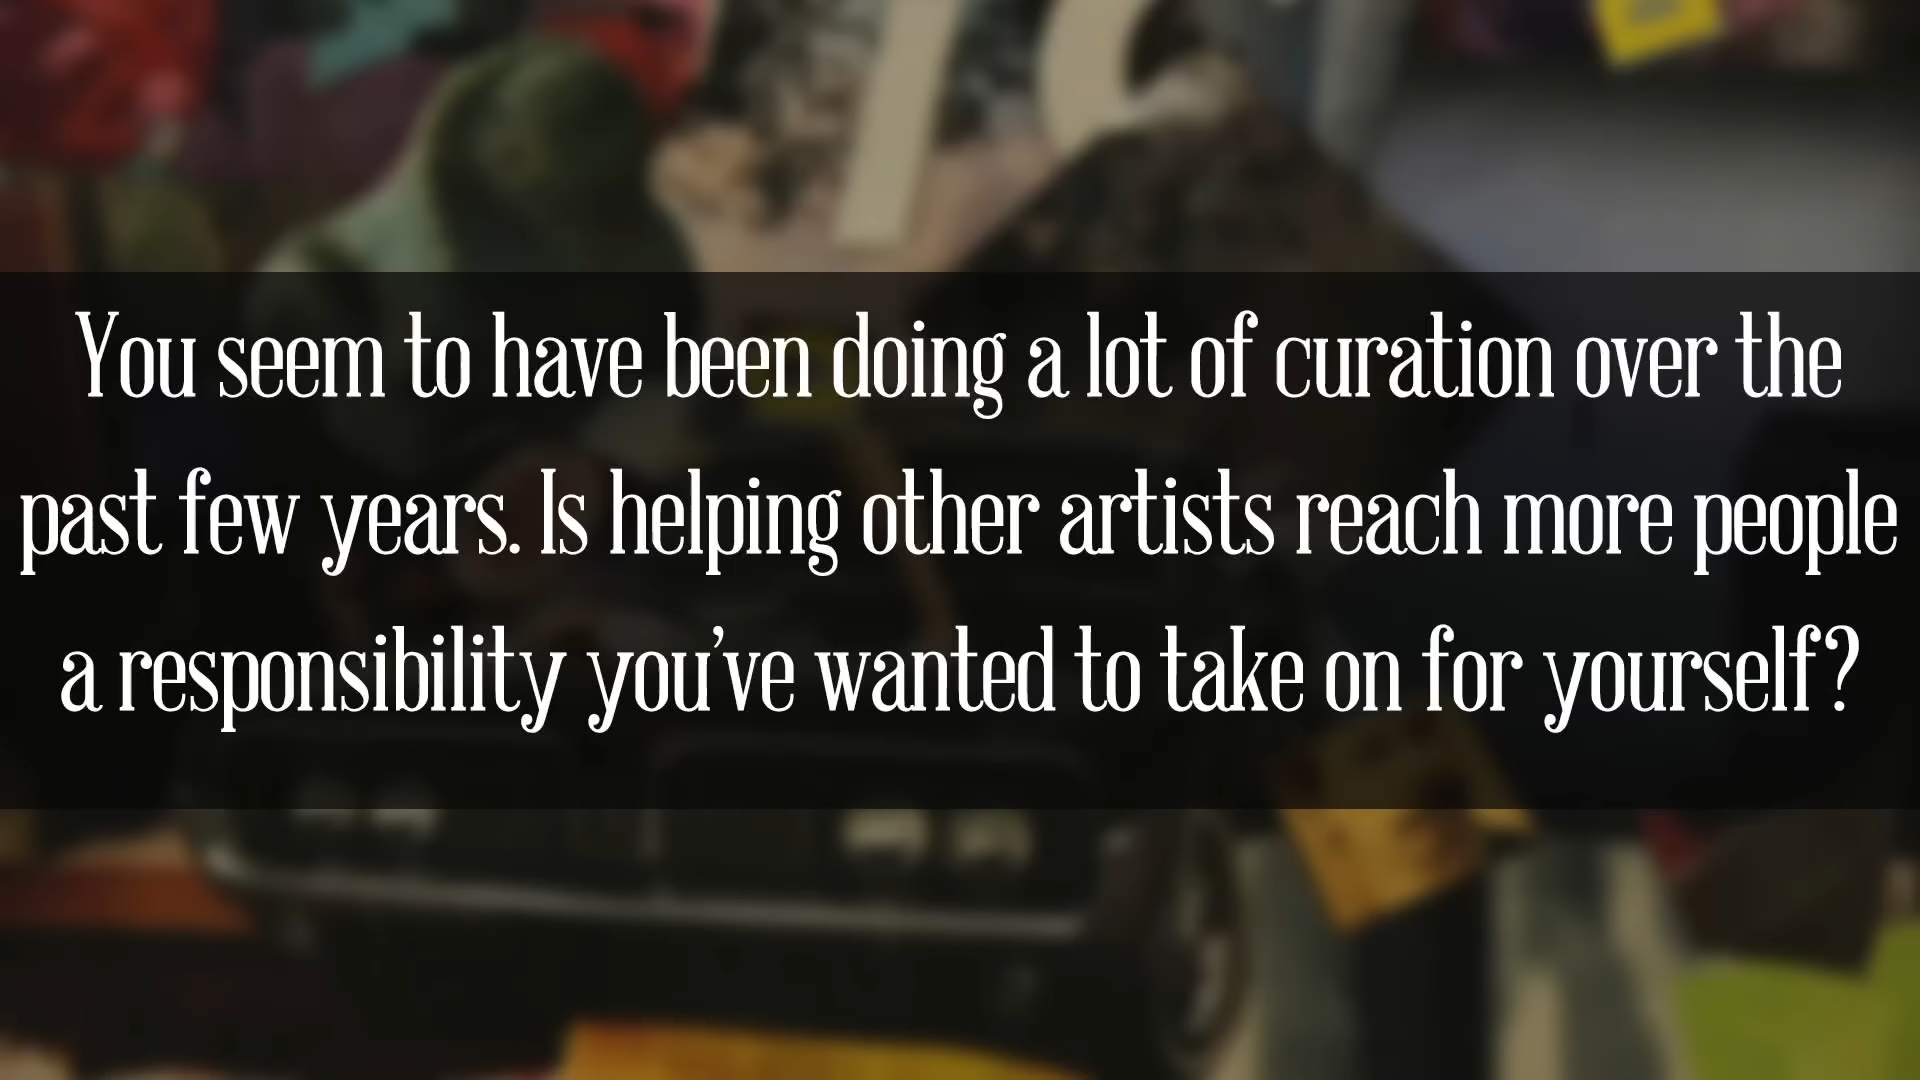 You seem to have been doing a lot of curation over the
past few years. Is helping other artists reach more people
a responsibility you’ve wanted to take on for yourself?